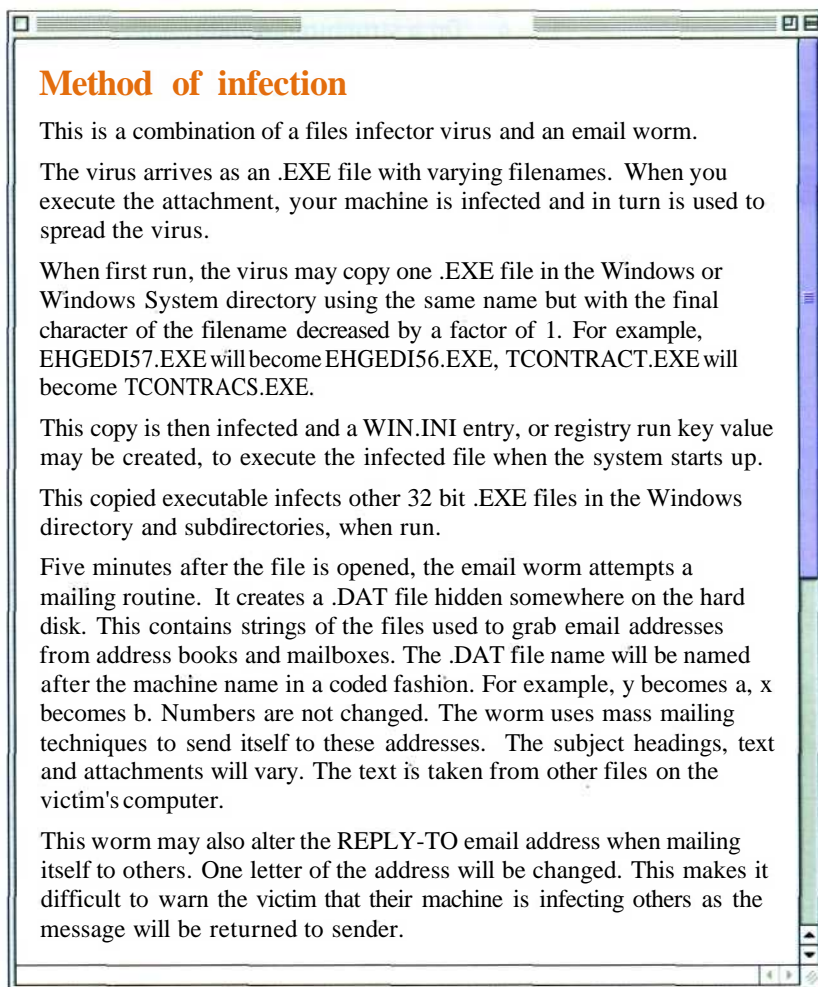 Method of infection
This is a combination of a files infector virus and an email worm.
The virus arrives as an .EXE file with varying filenames. When you
execute the attachment, your machine is infected and in turn is used to
spread the virus.
When first run, the virus may copy one .EXE file in the Windows or
Windows System directory using the same name but with the final
character of the filename decreased by a factor of 1. For example,
EHGEDI57.EXE will become EHGEDI56.EXE, TCONTRACT.EXE will
become TCONTRACS.EXE.
This copy is then infected and a WIN.INI entry, or registry run key value
may be created, to execute the infected file when the system starts up.
This copied executable infects other 32 bit .EXE files in the Windows
directory and subdirectories, when run.
Five minutes after the file is opened, the email worm attempts a
mailing routine. It creates a .DAT file hidden somewhere on the hard
disk. This contains strings of the files used to grab email addresses
from address books and mailboxes. The .DAT file name will be named
after the machine name in a coded fashion. For example, y becomes a, x
becomes b. Numbers are not changed. The worm uses mass mailing
techniques to send itself to these addresses. The subject headings, text
and attachments will vary. The text is taken from other files on the
victim's computer.
This worm may also alter the REPLY-TO email address when mailing
itself to others. One letter of the address will be changed. This makes it
difficult to warn the victim that their machine is infecting others as the
message will be returned to sender.